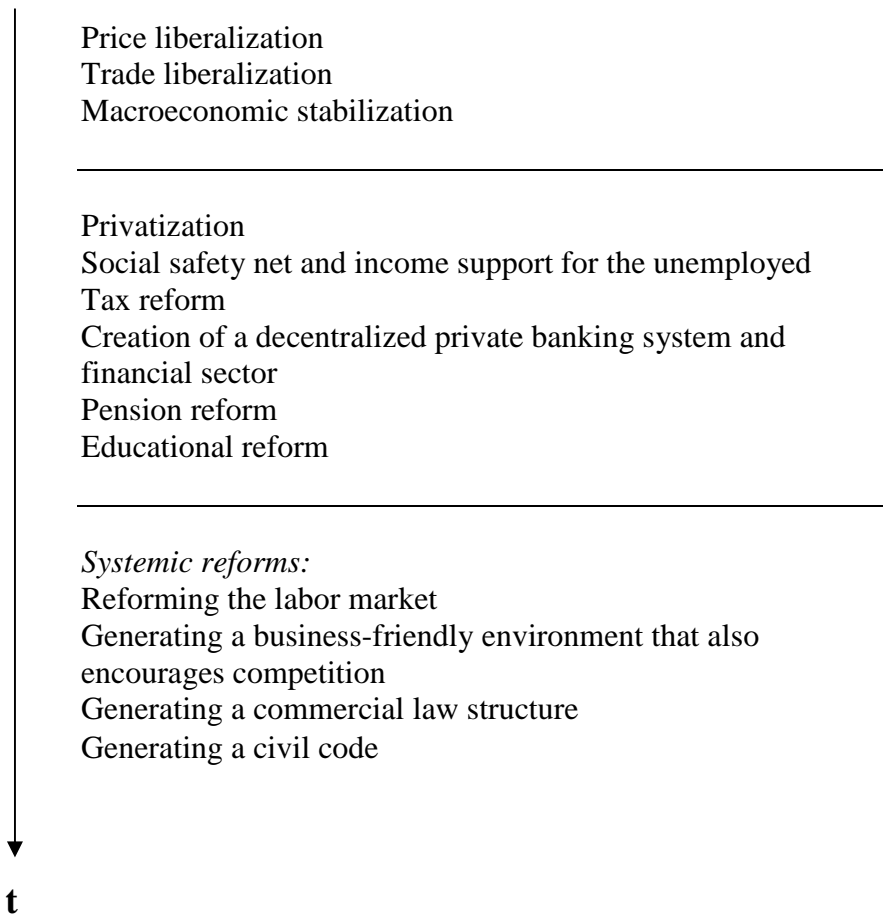 Price liberalization
Trade liberalization
Macroeconomic stabilization
Privatization
Social safety net and income support for the unemployed
Tax reform
Creation of a decentralized private banking system and
financial sector
Pension reform
Educational reform
Systemic reforms:
Reforming the labor market
Generating a business-friendly environment that also
encourages competition
Generating a commercial law structure
Generating a civil code
t